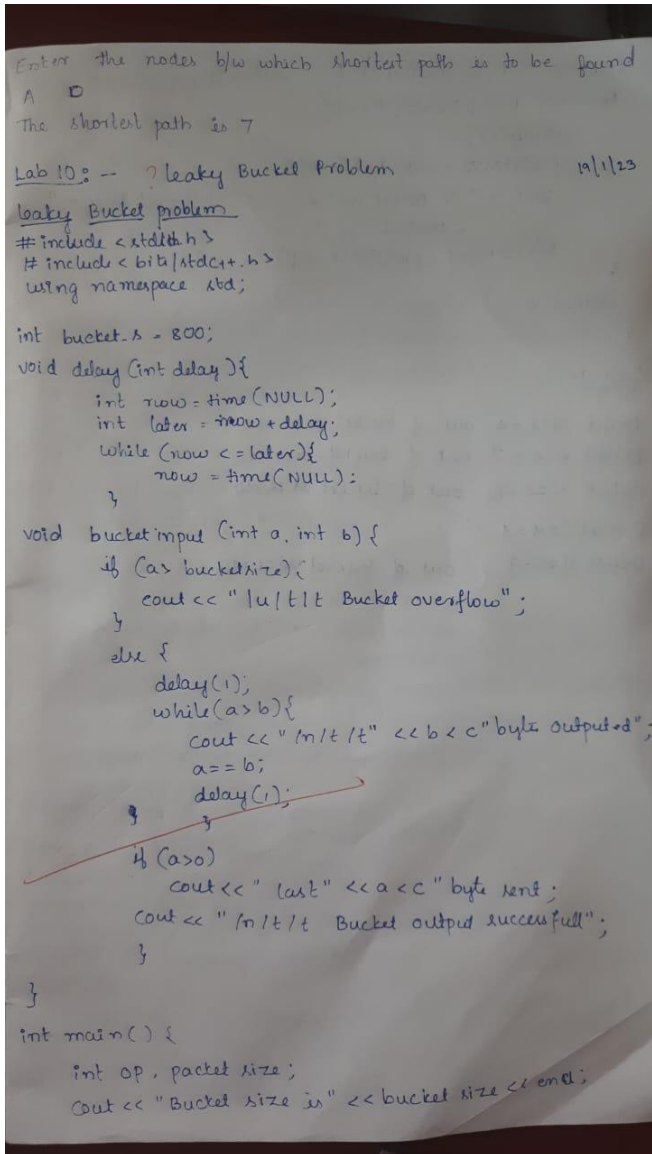 Enter the nodes b/w which shortest path is to be found
A D
The shortest path is 7
Lab 10: - ? Leaky Bucket Problem 19/1/23
Leaky Bucket problem
#include <stdlib.h>
# include < bits/stdc++.h>
using namespace std;
int bucket_s = 800;
void delay (int delay){
int now = time(NULL);
int later = now + delay;
while (now <= later){
now = time(NULL);
}
void bucket input (int a, int b) {
if (a> bucketsize){
cout << "/u/t/t Bucket overflow";
}
else {
delay(1);
while(a>b){
cout << "/n/t/t" << b < c "byte outputed";
a== b;
delay(1);
}
}
if (a>0)
cout << " last" << a < c "byte sent;
cout << "/n/t/t Bucket output successfull";
}
}
int main() {
int op, packet size;
cout << "Bucket size is" << bucket size << end;